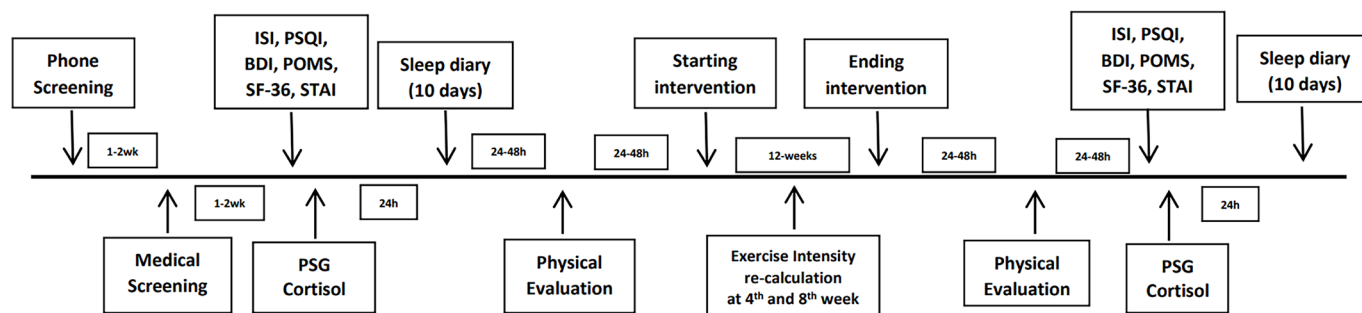 Phone
Screening
1-2wk
Medical
Screening
1-2wk
ISI, PSQI,
BDI, POMS,
SF-36, STAI
PSG
Cortisol
24h
Sleep diary
(10 days)
24-48h
Physical
Evaluation
24-48h
Starting
intervention
12-weeks
Exercise Intensity
re-calculation
at 4th and 8th week
Ending
intervention
24-48h
Physical
Evaluation
24-48h
ISI, PSQI,
BDI, POMS,
SF-36, STAI
PSG
Cortisol
24h
Sleep diary
(10 days)